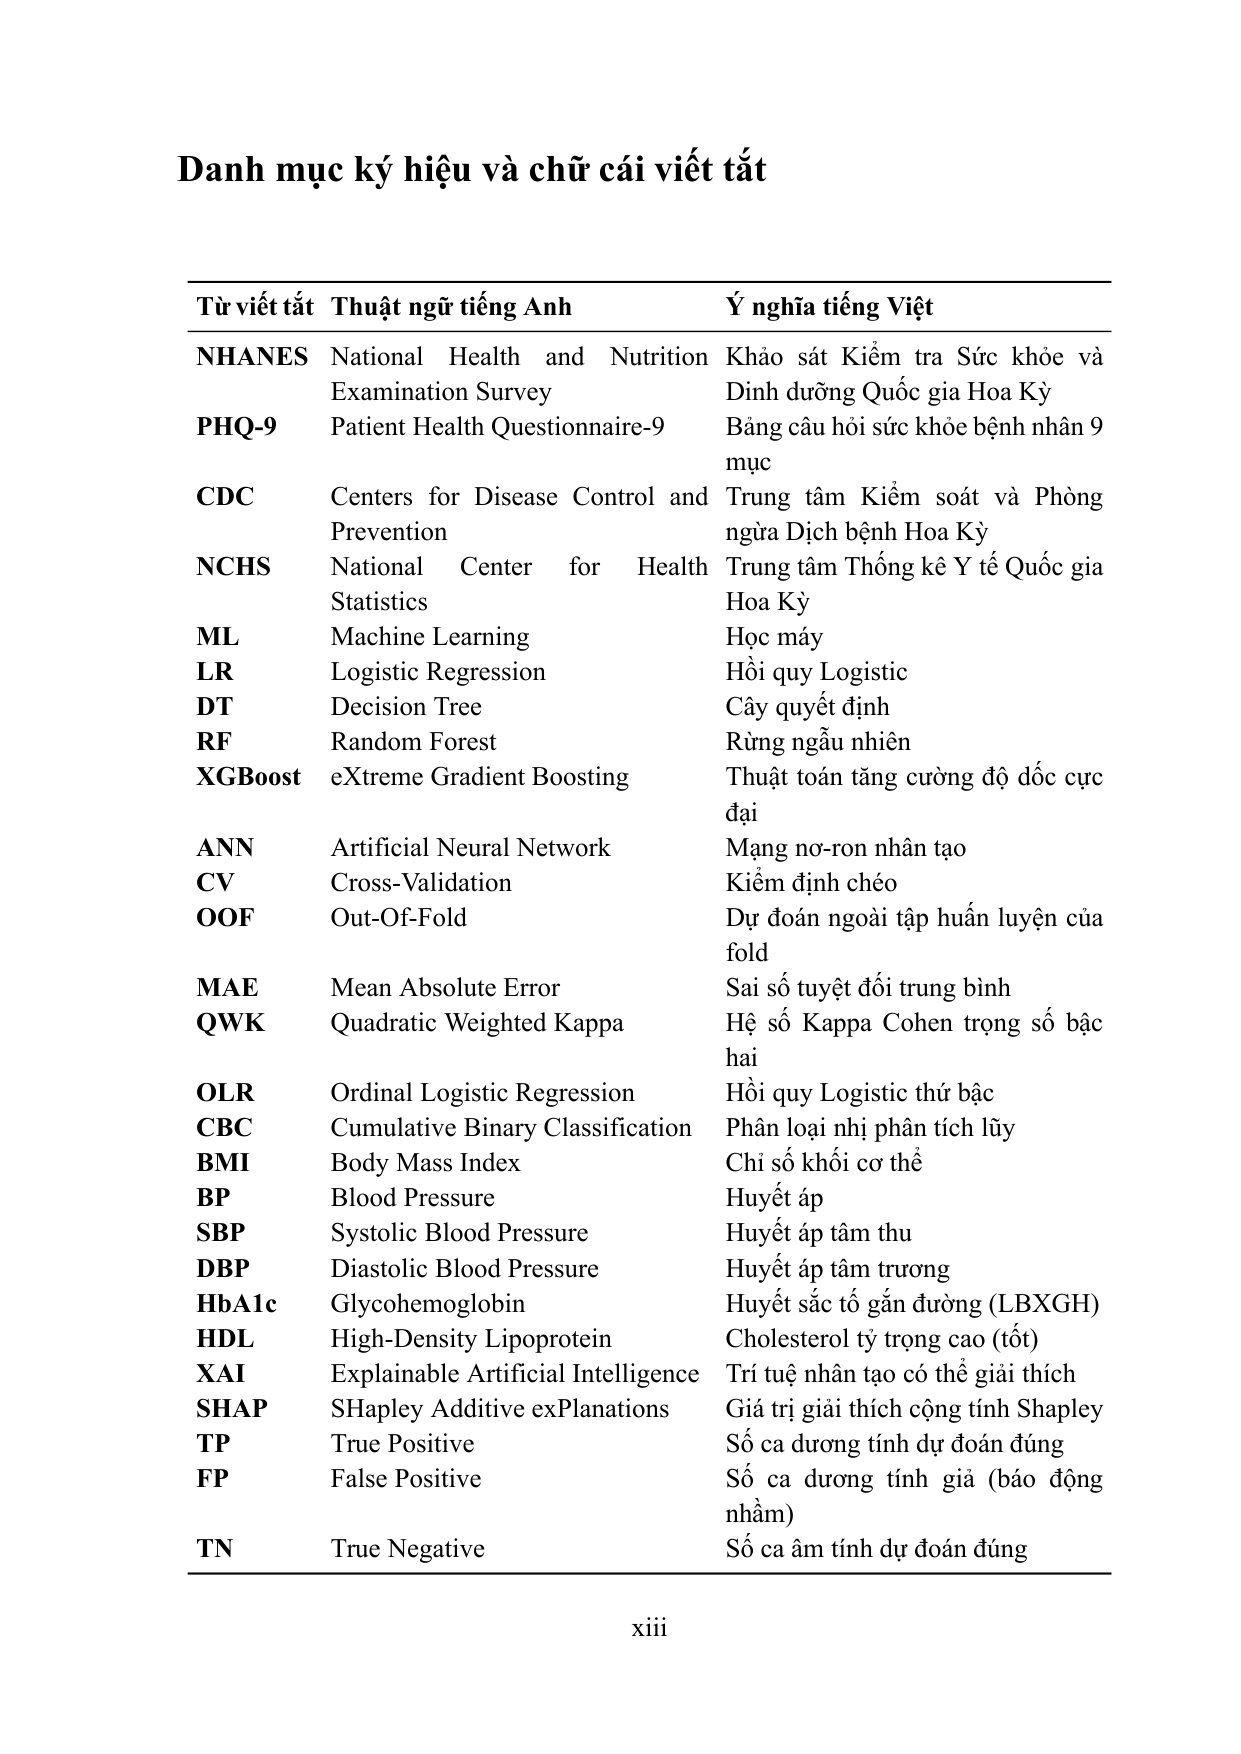 Danh mục ký hiệu và chữ cái viết tắt
Từ viết tắt Thuật ngữ tiếng Anh Ý nghĩa tiếng Việt
NHANES National Health and Nutrition Khảo sát Kiểm tra Sức khỏe và
Examination Survey Dinh dưỡng Quốc gia Hoa Kỳ
PHQ-9 Patient Health Questionnaire-9 Bảng câu hỏi sức khỏe bệnh nhân 9
mục
CDC Centers for Disease Control and Trung tâm Kiểm soát và Phòng
Prevention ngừa Dịch bệnh Hoa Kỳ
NCHS National Center for Health Trung tâm Thống kê Y tế Quốc gia
Statistics Hoa Kỳ
ML Machine Learning Học máy
LR Logistic Regression Hồi quy Logistic
DT Decision Tree Cây quyết định
RF Random Forest Rừng ngẫu nhiên
XGBoost eXtreme Gradient Boosting Thuật toán tăng cường độ dốc cực
đại
ANN Artificial Neural Network Mạng nơ-ron nhân tạo
CV Cross-Validation Kiểm định chéo
OOF Out-Of-Fold Dự đoán ngoài tập huấn luyện của
fold
MAE Mean Absolute Error Sai số tuyệt đối trung bình
QWK Quadratic Weighted Kappa Hệ số Kappa Cohen trọng số bậc
hai
OLR Ordinal Logistic Regression Hồi quy Logistic thứ bậc
CBC Cumulative Binary Classification Phân loại nhị phân tích lũy
BMI Body Mass Index Chỉ số khối cơ thể
BP Blood Pressure Huyết áp
SBP Systolic Blood Pressure Huyết áp tâm thu
DBP Diastolic Blood Pressure Huyết áp tâm trương
HbA1c Glycohemoglobin Huyết sắc tố gắn đường (LBXGH)
HDL High-Density Lipoprotein Cholesterol tỷ trọng cao (tốt)
XAI Explainable Artificial Intelligence Trí tuệ nhân tạo có thể giải thích
SHAP SHapley Additive exPlanations Giá trị giải thích cộng tính Shapley
TP True Positive Số ca dương tính dự đoán đúng
FP False Positive Số ca dương tính giả (báo động
nhầm)
TN True Negative Số ca âm tính dự đoán đúng
xiii